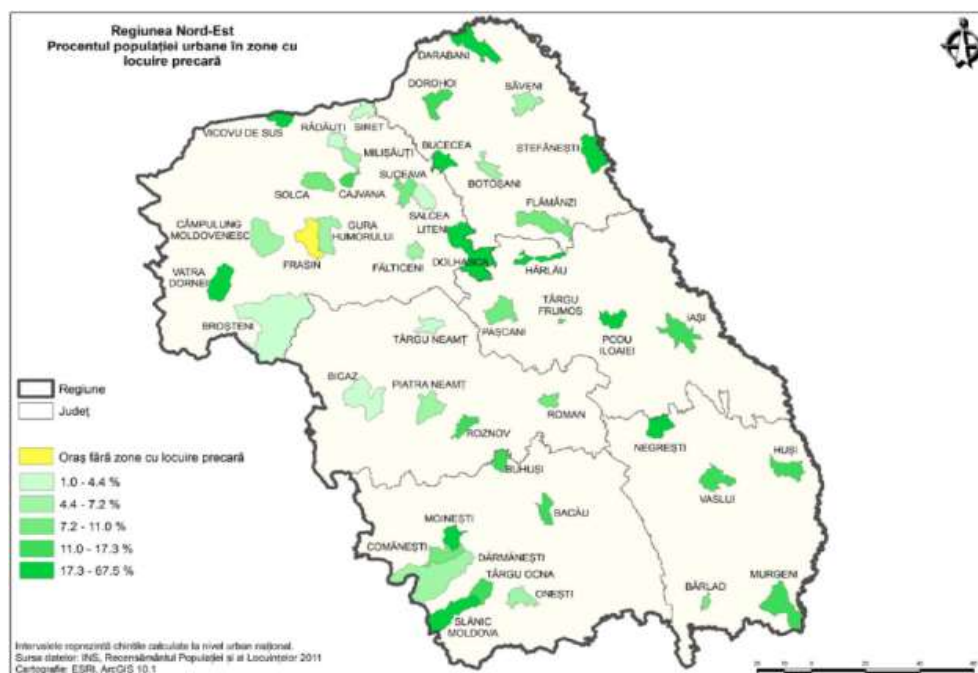 Regiunea Nord-Est
Procentul populației urbane în zone cu
locuire precară
DARABANI
DOROHOI
SĂVENI
VICOVU DE SUS
RĂDĂUȚI
SIRET
MILIȘĂUȚI
BUCECEA
ȘTEFĂNEȘTI
SUCEAVA
BOTOȘANI
SOLCA
CAJVANA
SALCEA
FLĂMÂNZI
CÂMPULUNG
MOLDOVENESC
GURA
HUMORULUI
LITENI
FRASIN
FĂLTICENI
DOLHASCA
HÂRLĂU
VATRA
DORNEI
TÂRGU
FRUMOS
IAȘI
BROȘTENI
TÂRGU NEAMȚ
PAȘCANI
PODU
ILOAIEI
BICAZ
PIATRA NEAMȚ
ROMAN
ROZNOV
NEGREȘTI
HUȘI
BUHUȘI
VASLUI
BACĂU
MOINEȘTI
COMĂNEȘTI
DĂRMĂNEȘTI
TÂRGU OCNA
ONEȘTI
BÂRLAD
MURGENI
SLĂNIC
MOLDOVA
Regiune
Județ
Oraș fără zone cu locuire precară
1.0 - 4.4 %
4.4 - 7.2 %
7.2 - 11.0 %
11.0 - 17.3 %
17.3 - 67.5 %
Intervalele reprezintă chintile calculate la nivel urban național.
Sursa datelor: INS, Recensământul Populației și al Locuințelor 2011
Cartografie: ESRI, ArcGIS 10.1